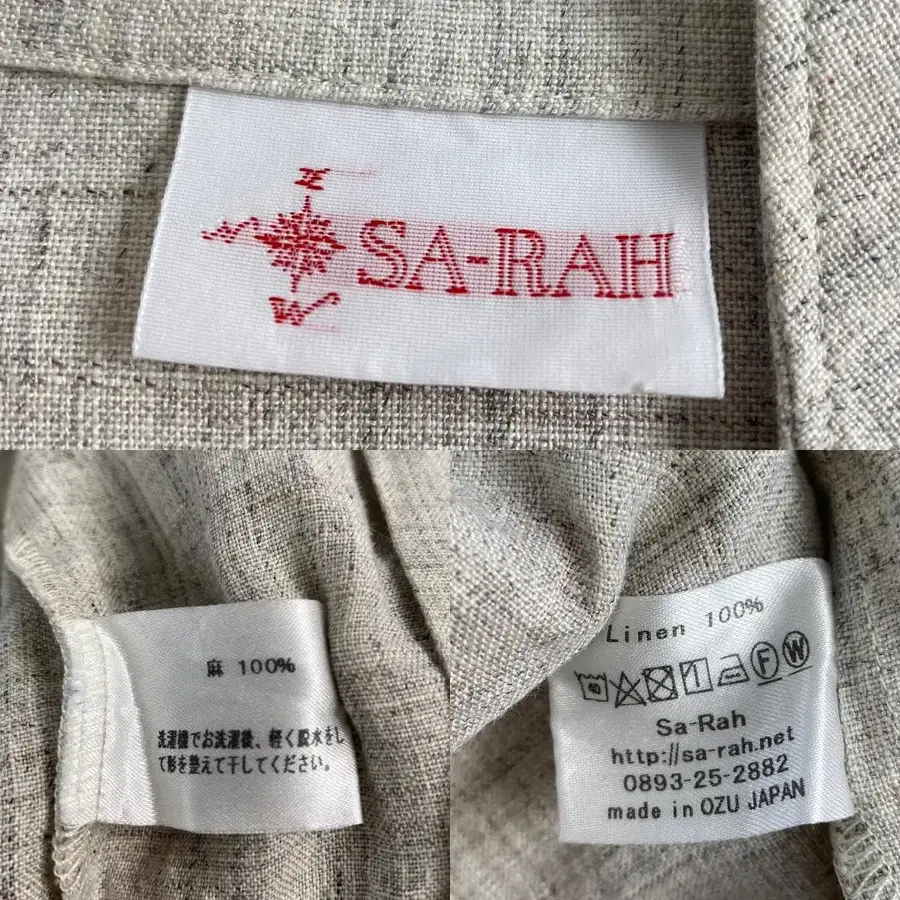 N
SA-RAH
W
麻 100%
洗濯機でお洗濯後、軽く脱水をし
て形を整えて干してください。
Linen 100%
40 F W
Sa-Rah
http://sa-rah.net
0893-25-2882
made in OZU JAPAN